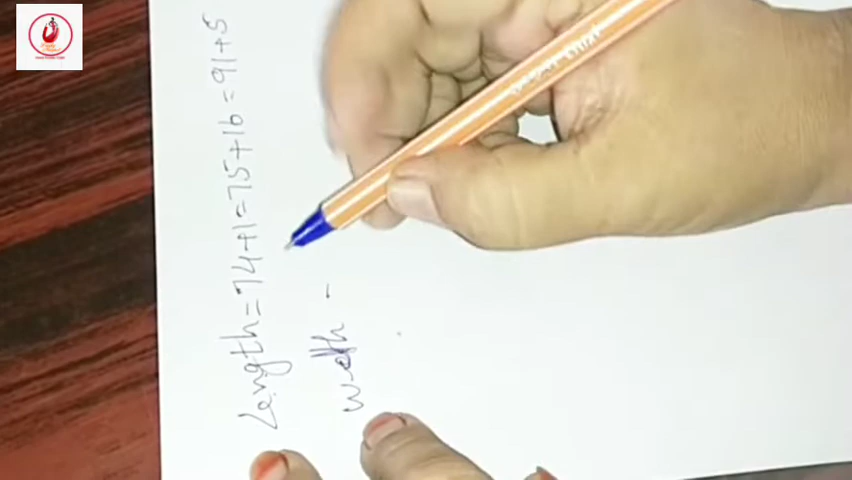 Length = 74+1=75+16=91+5
Width -